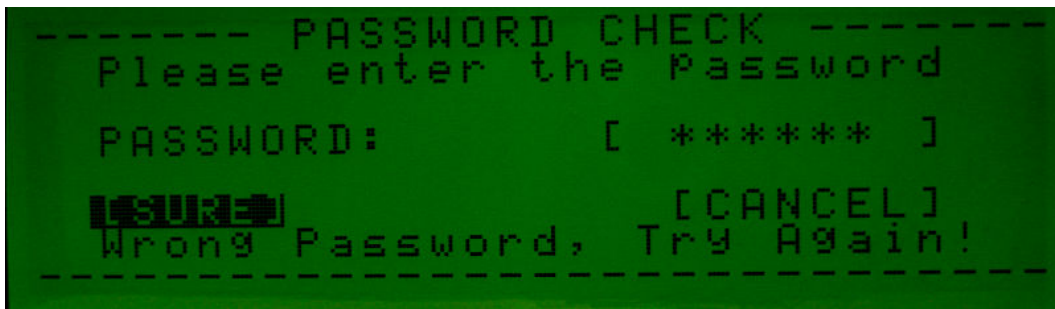 ------- PASSWORD CHECK -------
Please enter the password
PASSWORD: [ ****** ]
[SURE] [CANCEL]
Wrong Password, Try Again!
------------------------------